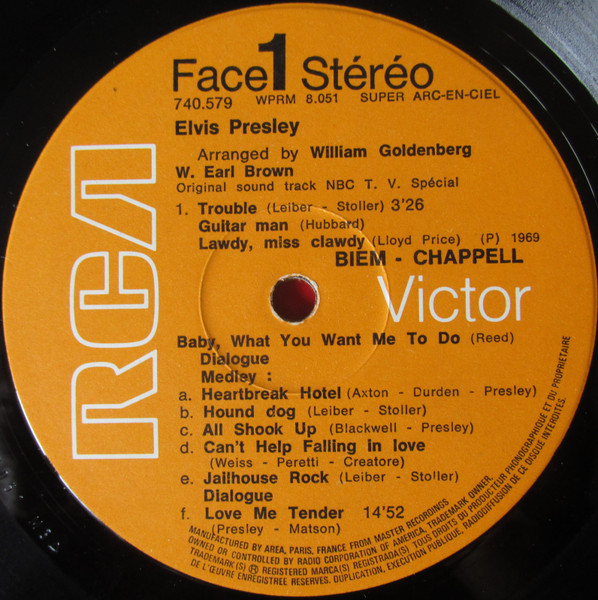 Face 1 Stéréo
740.579 WPRM 8.051 SUPER ARC-EN-CIEL
Elvis Presley
Arranged by William Goldenberg
W. Earl Brown
Original sound track NBC T. V. Spécial
1. Trouble (Leiber - Stoller) 3'26
Guitar man (Hubbard)
Lawdy, miss clawdy (Lloyd Price) (P) 1969
BIEM - CHAPPELL
RCA
Victor
Baby, What You Want Me To Do (Reed)
Dialogue
Medley :
a. Heartbreak Hotel (Axton - Durden - Presley)
b. Hound dog (Leiber - Stoller)
c. All Shook Up (Blackwell - Presley)
d. Can't Help Falling in love
(Weiss - Peretti - Creatore)
e. Jailhouse Rock (Leiber - Stoller)
Dialogue
f. Love Me Tender 14'52
(Presley - Matson)
MANUFACTURED BY AREA, PARIS, FRANCE FROM MASTER RECORDINGS
OWNED OR CONTROLLED BY RADIO CORPORATION OF AMERICA, TRADEMARK OWNER,
TRADEMARK(S) ® REGISTERED MARCA(S) REGISTRADA(S) TOUS DROITS DU PRODUCTEUR PHONOGRAPHIQUE ET DU PROPRIETAIRE
DE L'ŒUVRE ENREGISTREE RESERVES. DUPLICATION, EXECUTION PUBLIQUE, RADIODIFFUSION DE CE DISQUE INTERDITES.